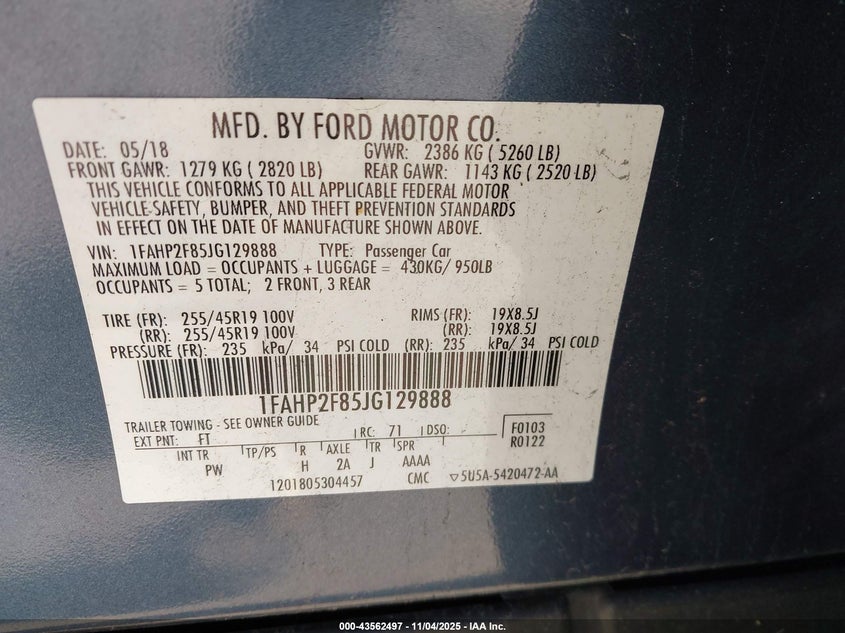 MFD. BY FORD MOTOR CO.
DATE: 05/18 GVWR: 2386 KG ( 5260 LB)
FRONT GAWR: 1279 KG ( 2820 LB) REAR GAWR: 1143 KG ( 2520 LB)
THIS VEHICLE CONFORMS TO ALL APPLICABLE FEDERAL MOTOR
VEHICLE SAFETY, BUMPER, AND THEFT PREVENTION STANDARDS
IN EFFECT ON THE DATE OF MANUFACTURE SHOWN ABOVE.
VIN: 1FAHP2F85JG129888 TYPE: Passenger Car
MAXIMUM LOAD = OCCUPANTS + LUGGAGE = 430KG/ 950LB
OCCUPANTS = 5 TOTAL; 2 FRONT, 3 REAR
TIRE (FR): 255/45R19 100V RIMS (FR): 19X8.5J
(RR): 255/45R19 100V (RR): 19X8.5J
PRESSURE (FR): 235 kPa/ 34 PSI COLD (RR): 235 kPa/ 34 PSI COLD
1FAHP2F85JG129888
TRAILER TOWING - SEE OWNER GUIDE
EXT PNT: FT RC: 71 DSO: F0103
INT TR TP/PS R AXLE TR SPR R0122
PW H 2A J AAAA
1201805304457 CMC ▽5U5A-5420472-AA
000-43562497 - 11/04/2025 - IAA Inc.